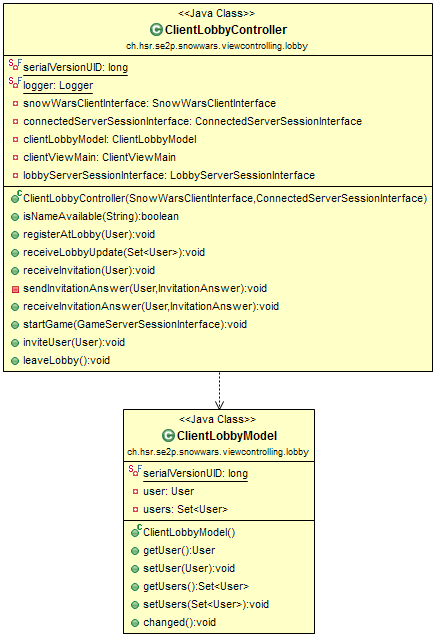 <<Java Class>>
ClientLobbyController
ch.hsr.se2p.snowwars.viewcontrolling.lobby
serialVersionUID: long
logger: Logger
snowWarsClientInterface: SnowWarsClientInterface
connectedServerSessionInterface: ConnectedServerSessionInterface
clientLobbyModel: ClientLobbyModel
clientViewMain: ClientViewMain
lobbyServerSessionInterface: LobbyServerSessionInterface
ClientLobbyController(SnowWarsClientInterface,ConnectedServerSessionInterface)
isNameAvailable(String):boolean
registerAtLobby(User):void
receiveLobbyUpdate(Set<User>):void
receiveInvitation(User):void
sendInvitationAnswer(User,InvitationAnswer):void
receiveInvitationAnswer(User,InvitationAnswer):void
startGame(GameServerSessionInterface):void
inviteUser(User):void
leaveLobby():void
<<Java Class>>
ClientLobbyModel
ch.hsr.se2p.snowwars.viewcontrolling.lobby
serialVersionUID: long
user: User
users: Set<User>
ClientLobbyModel()
getUser():User
setUser(User):void
getUsers():Set<User>
setUsers(Set<User>):void
changed():void